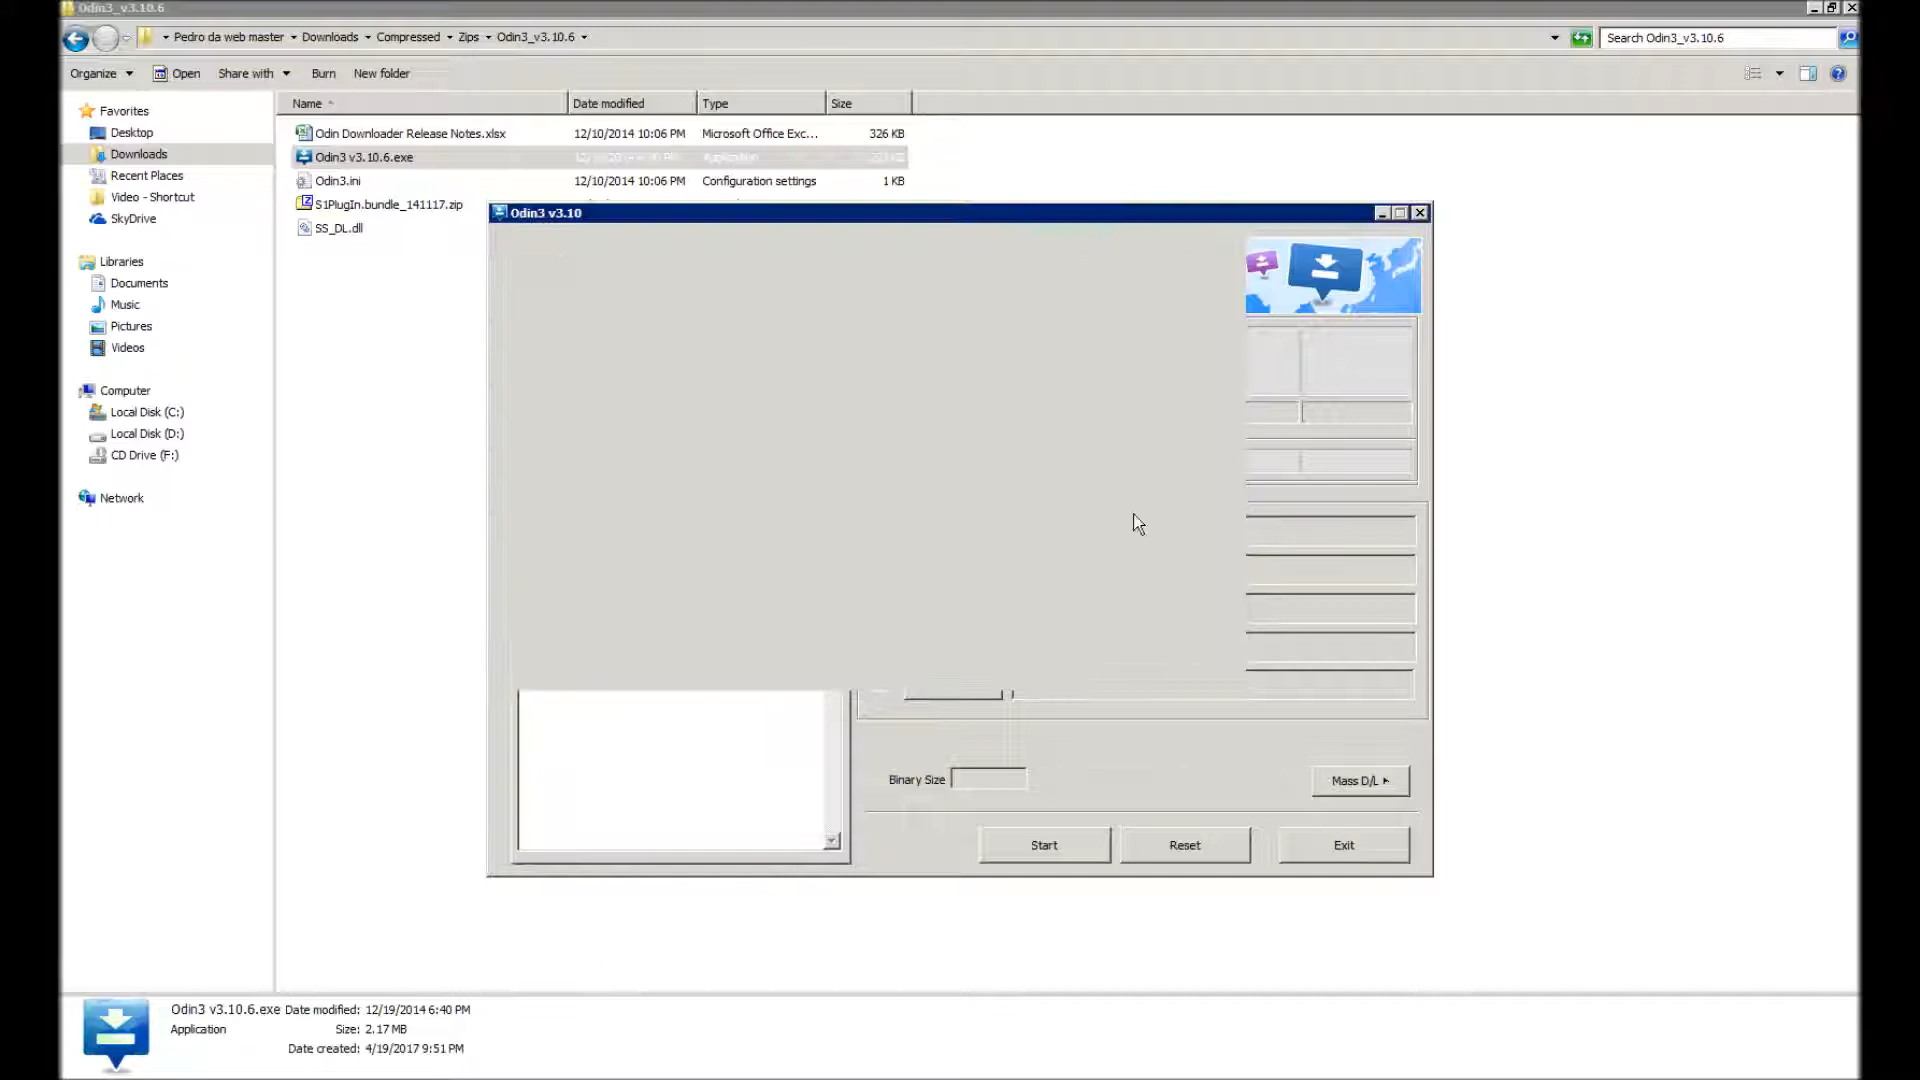 Odin3_v3.10.6
Pedro da web master Downloads Compressed Zips Odin3_v3.10.6
Search Odin3_v3.10.6
Organize Open Share with Burn New folder
Name Date modified Type Size
Favorites
Desktop
Downloads
Recent Places
Video - Shortcut
SkyDrive
Libraries
Documents
Music
Pictures
Videos
Computer
Local Disk (C:)
Local Disk (D:)
CD Drive (F:)
Network
Odin Downloader Release Notes.xlsx 12/10/2014 10:06 PM Microsoft Office Exc... 326 KB
Odin3 v3.10.6.exe Application
Odin3.ini 12/10/2014 10:06 PM Configuration settings 1 KB
S1PlugIn.bundle_141117.zip
SS_DL.dll
Odin3 v3.10
Binary Size
Mass D/L
Start Reset Exit
Odin3 v3.10.6.exe Date modified: 12/19/2014 6:40 PM
Application Size: 2.17 MB
Date created: 4/19/2017 9:51 PM